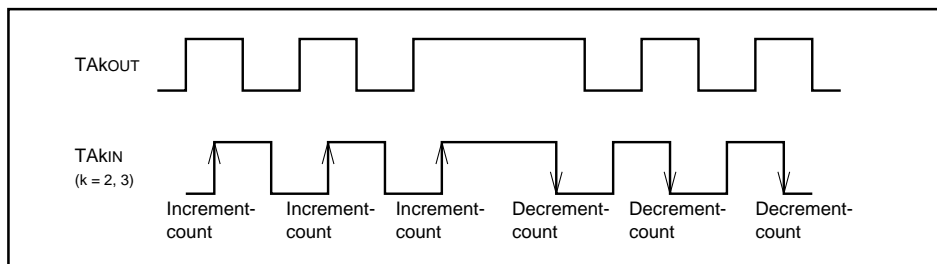 TAkOUT
TAkIN
(k = 2, 3)
Increment-count
Increment-count
Increment-count
Decrement-count
Decrement-count
Decrement-count